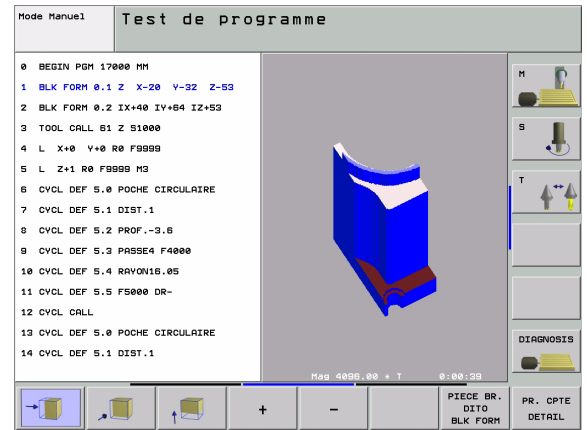 Mode Manuel
Test de programme
0 BEGIN PGM 17000 MM
1 BLK FORM 0.1 Z X-20 Y-32 Z-53
2 BLK FORM 0.2 IX+40 IY+64 IZ+53
3 TOOL CALL 61 Z S1000
4 L X+0 Y+0 R0 F9999
5 L Z+1 R0 F9999 M3
6 CYCL DEF 5.0 POCHE CIRCULAIRE
7 CYCL DEF 5.1 DIST.1
8 CYCL DEF 5.2 PROF.-3.6
9 CYCL DEF 5.3 PASSE4 F4000
10 CYCL DEF 5.4 RAYON16.05
11 CYCL DEF 5.5 F5000 DR-
12 CYCL CALL
13 CYCL DEF 5.0 POCHE CIRCULAIRE
14 CYCL DEF 5.1 DIST.1
Mag 4096.00 * T 0:00:39
M
S
T
DIAGNOSIS
+
-
PIECE BR.
DITO
BLK FORM
PR. CPTE
DETAIL